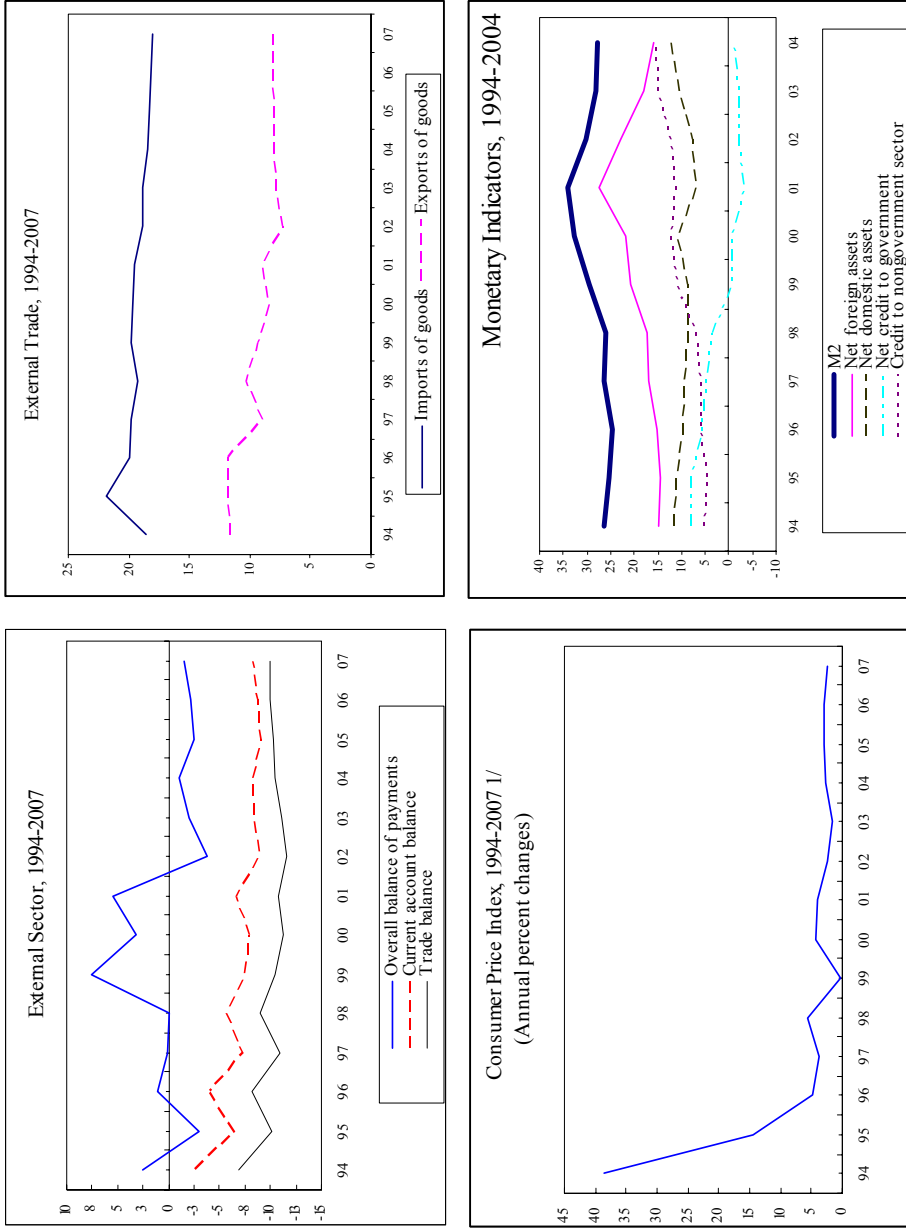 External Sector, 1994-2007
10
8
5
3
0
-3
-5
-8
-10
-13
-15
94 95 96 97 98 99 00 01 02 03 04 05 06 07
Overall balance of payments
Current account balance
Trade balance
External Trade, 1994-2007
25
20
15
10
5
0
94 95 96 97 98 99 00 01 02 03 04 05 06 07
Imports of goods
Exports of goods
Consumer Price Index, 1994-2007 1/
(Annual percent changes)
45
40
35
30
25
20
15
10
5
0
94 95 96 97 98 99 00 01 02 03 04 05 06 07
Monetary Indicators, 1994-2004
40
35
30
25
20
15
10
5
0
-5
-10
94 95 96 97 98 99 00 01 02 03 04
M2
Net foreign assets
Net domestic assets
Net credit to government
Credit to nongovernment sector